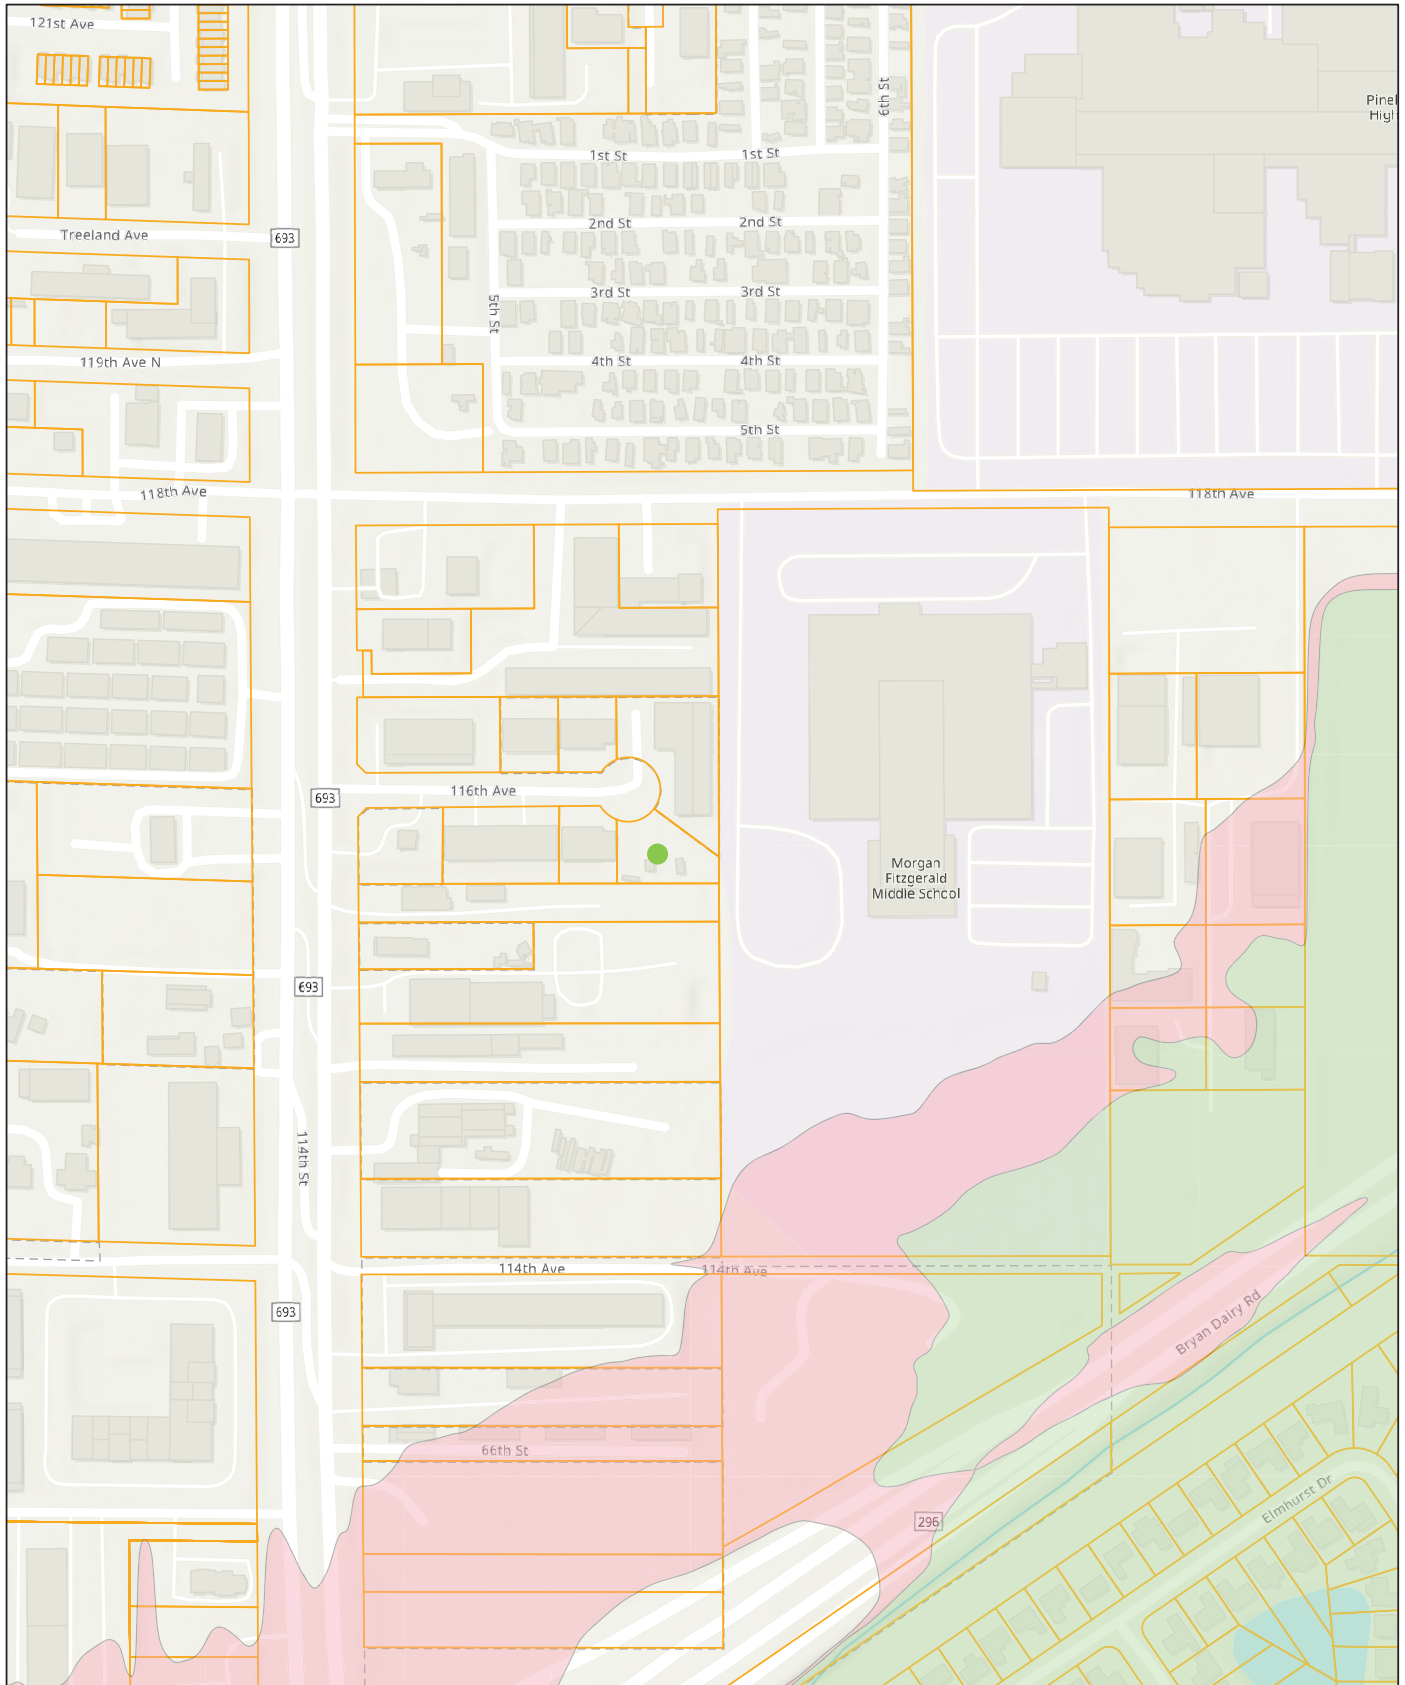 121st Ave
6th St
Pinel
High
1st St
1st St
2nd St
2nd St
Treeland Ave
693
3rd St
3rd St
5th St
119th Ave N
4th St
4th St
5th St
118th Ave
118th Ave
116th Ave
693
Morgan
Fitzgerald
Middle School
693
114th St
114th Ave
114th Ave
693
Bryan Dairy Rd
66th St
Elmhurst Dr
296